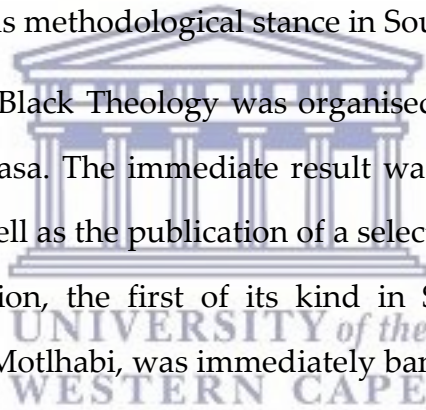 is methodological stance in Sou
Black Theology was organised
asa. The immediate result wa
ell as the publication of a selec
ion, the first of its kind in S
UNIVERSITY of the
Motlhabi, was immediately ban
WESTERN CAPE